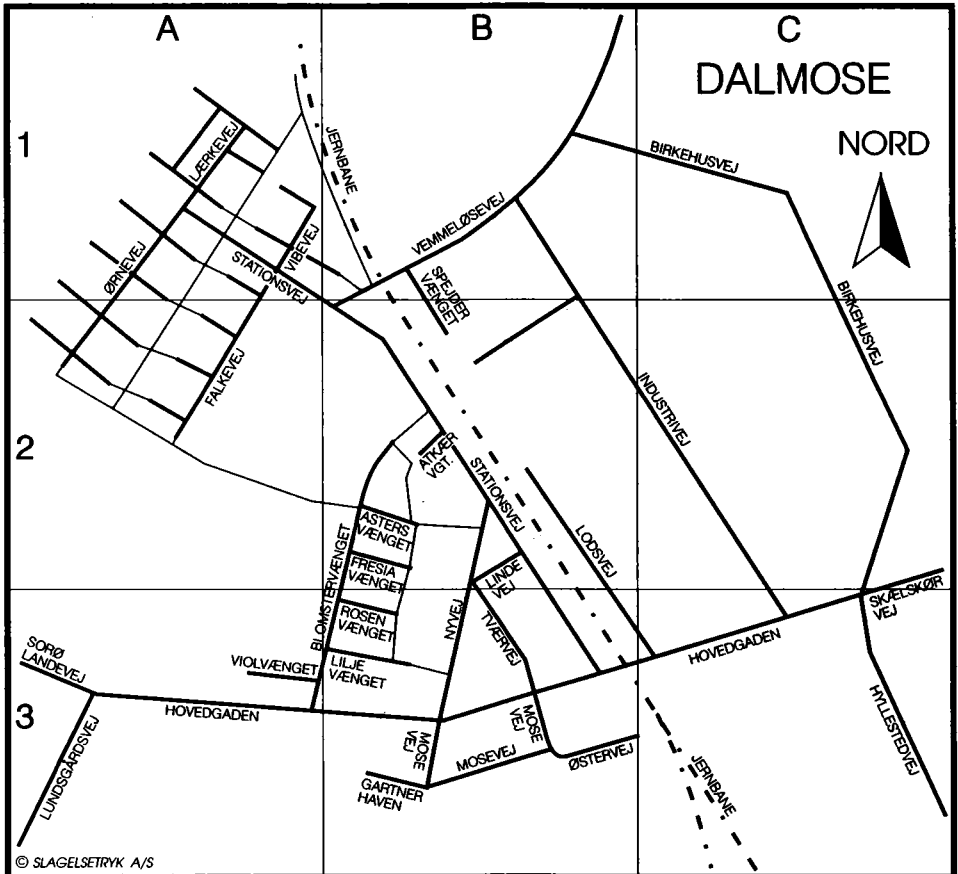 A
B
C
DALMOSE
NORD
1
2
3
JERNBANE
LÆRKEVEJ
BIRKEHUSVEJ
VEMMELØSEVEJ
VIBEVEJ
ØRNEVEJ
STATIONSVEJ
SPEJDER
VÆNGET
BIRKEHUSVEJ
FALKEVEJ
INDUSTRIVEJ
ATKÆR
VGT.
STATIONSVEJ
LODSVEJ
ASTERS
VÆNGET
FRESIA
VÆNGET
LINDE
VEJ
BLOMSTERVÆNGET
ROSEN
VÆNGET
NYVEJ
TVÆRVEJ
SKÆLSKØR
VEJ
SORØ
LANDEVEJ
VIOLVÆNGET
LILJE
VÆNGET
HOVEDGADEN
HOVEDGADEN
MOSE
VEJ
MOSE
VEJ
MOSEVEJ
ØSTERVEJ
HYLLESTEDVEJ
LUNDSGÅRDSVEJ
GARTNER
HAVEN
JERNBANE
© SLAGELSETRYK A/S